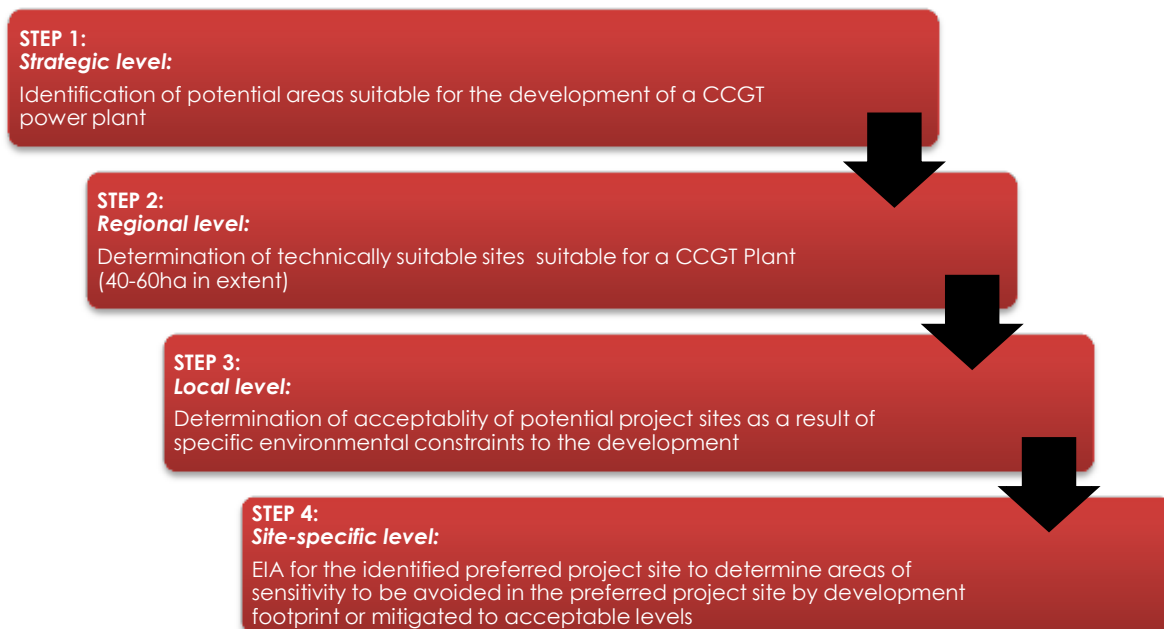 STEP 1:
Strategic level:
Identification of potential areas suitable for the development of a CCGT
power plant
STEP 2:
Regional level:
Determination of technically suitable sites  suitable for a CCGT Plant
(40-60ha in extent)
STEP 3:
Local level:
Determination of acceptablity of potential project sites as a result of
specific environmental constraints to the development
STEP 4:
Site-specific level:
EIA for the identified preferred project site to determine areas of
sensitivity to be avoided in the preferred project site by development
footprint or mitigated to acceptable levels